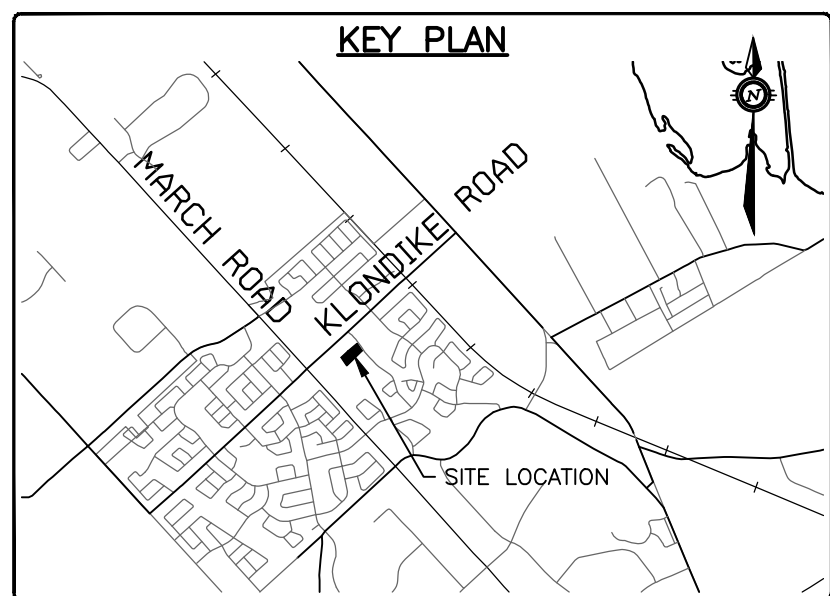 KEY PLAN
N
MARCH ROAD
KLONDIKE ROAD
SITE LOCATION